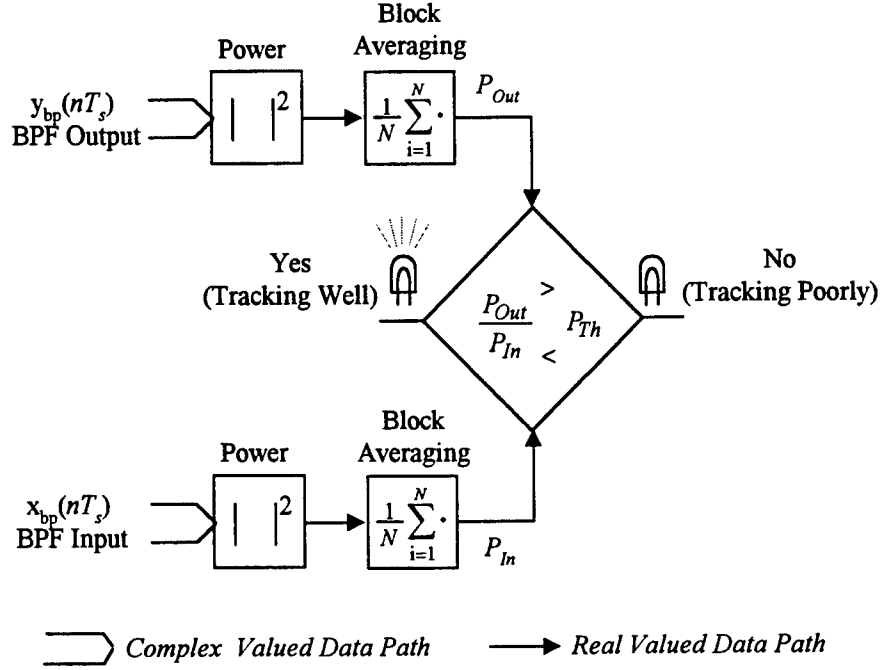 Block
Averaging
Power
y_bp(nT_s)
BPF Output
| |^2
1/N N∑i=1 ·
P_Out
Yes
(Tracking Well)
No
(Tracking Poorly)
P_Out/P_In > < P_Th
Block
Averaging
Power
x_bp(nT_s)
BPF Input
| |^2
1/N N∑i=1 ·
P_In
Complex Valued Data Path
Real Valued Data Path